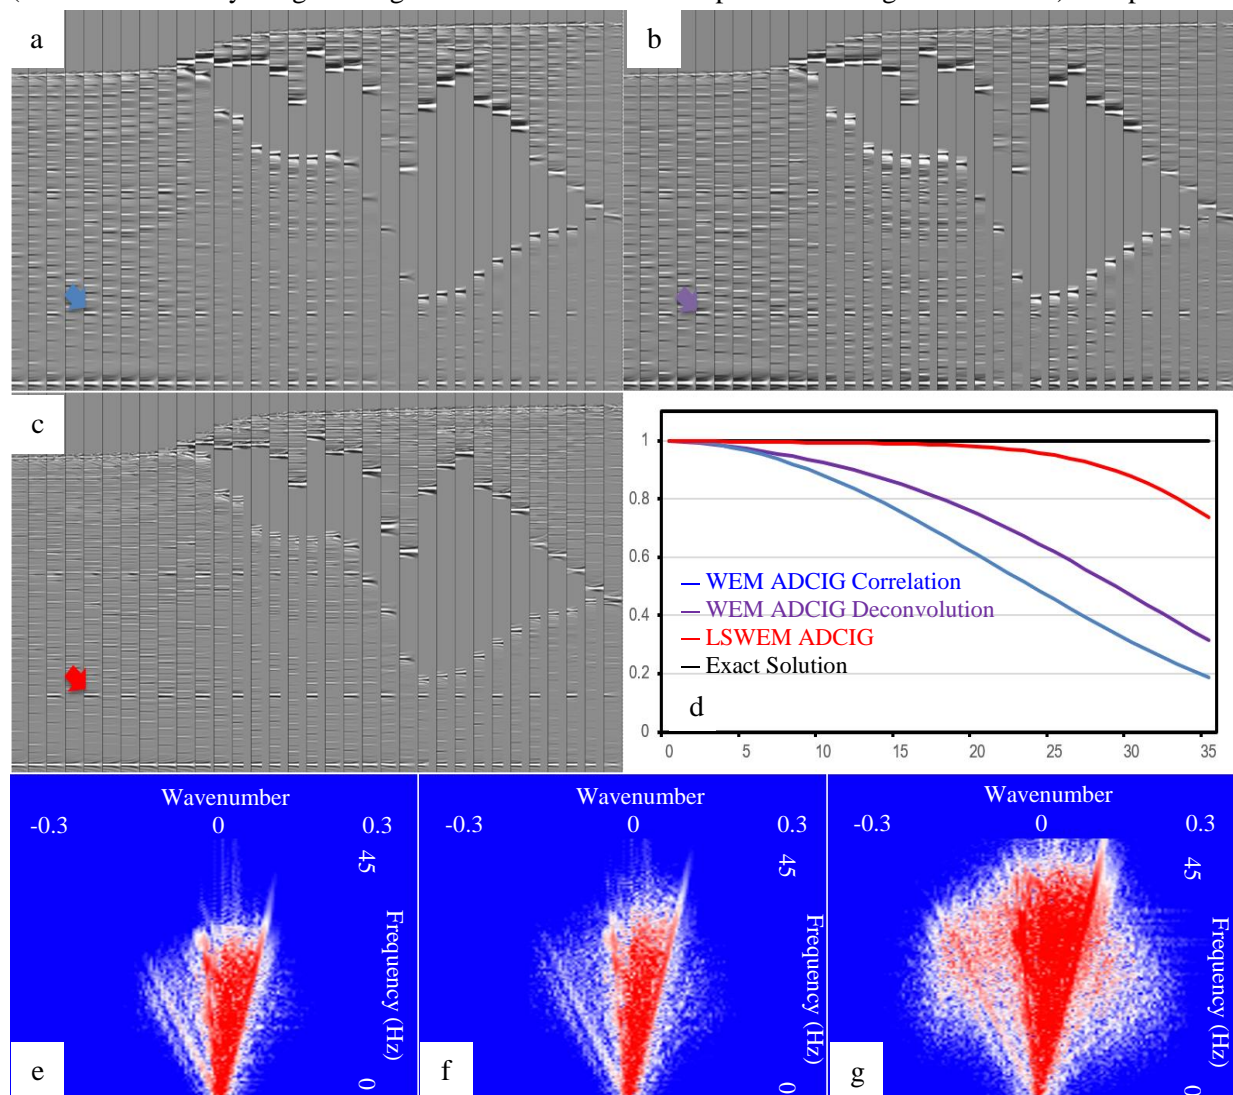 a
b
c
1
0.8
0.6
0.4
0.2
0
WEM ADCIG Correlation
WEM ADCIG Deconvolution
LSWEM ADCIG
Exact Solution
d
0 5 10 15 20 25 30 35
Wavenumber
-0.3 0 0.3
45
Frequency (Hz)
0
e
Wavenumber
-0.3 0 0.3
45
Frequency (Hz)
0
f
Wavenumber
-0.3 0 0.3
45
Frequency (Hz)
0
g